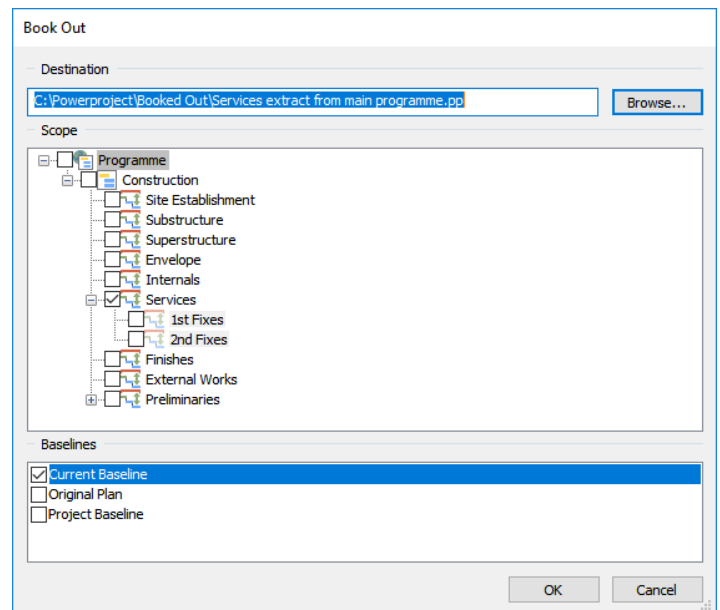 Book Out
Destination
C:\Powerproject\Booked Out\Services extract from main programme.pp
Browse...
Scope
Programme
Construction
Site Establishment
Substructure
Superstructure
Envelope
Internals
Services
1st Fixes
2nd Fixes
Finishes
External Works
Preliminaries
Baselines
Current Baseline
Original Plan
Project Baseline
OK Cancel